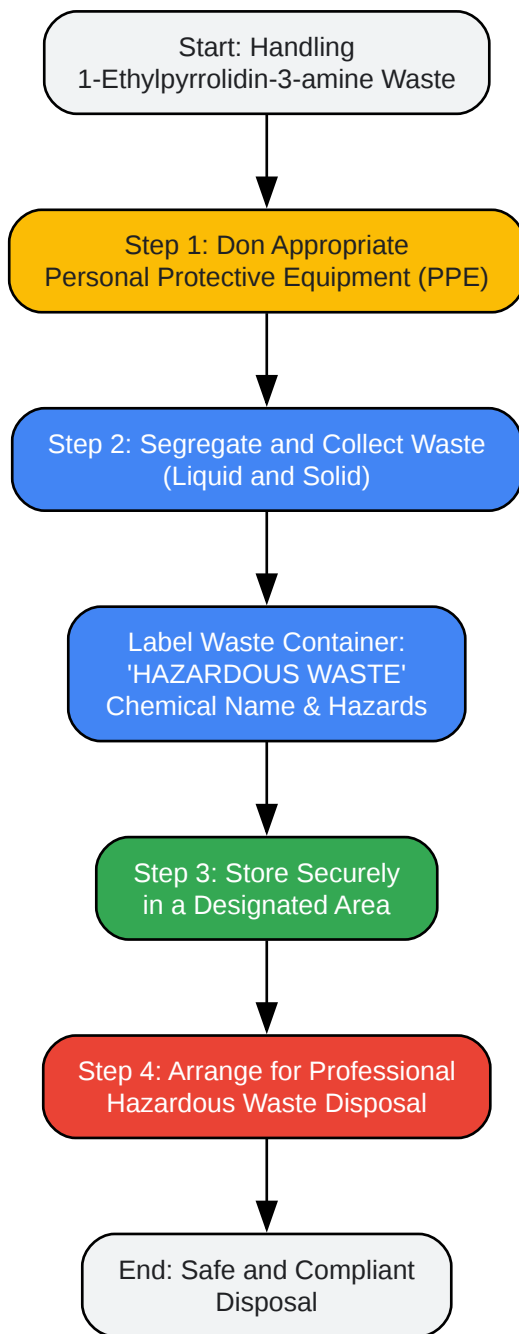 Start: Handling
1-Ethylpyrrolidin-3-amine Waste
Step 1: Don Appropriate
Personal Protective Equipment (PPE)
Step 2: Segregate and Collect Waste
(Liquid and Solid)
Label Waste Container:
'HAZARDOUS WASTE'
Chemical Name & Hazards
Step 3: Store Securely
in a Designated Area
Step 4: Arrange for Professional
Hazardous Waste Disposal
End: Safe and Compliant
Disposal